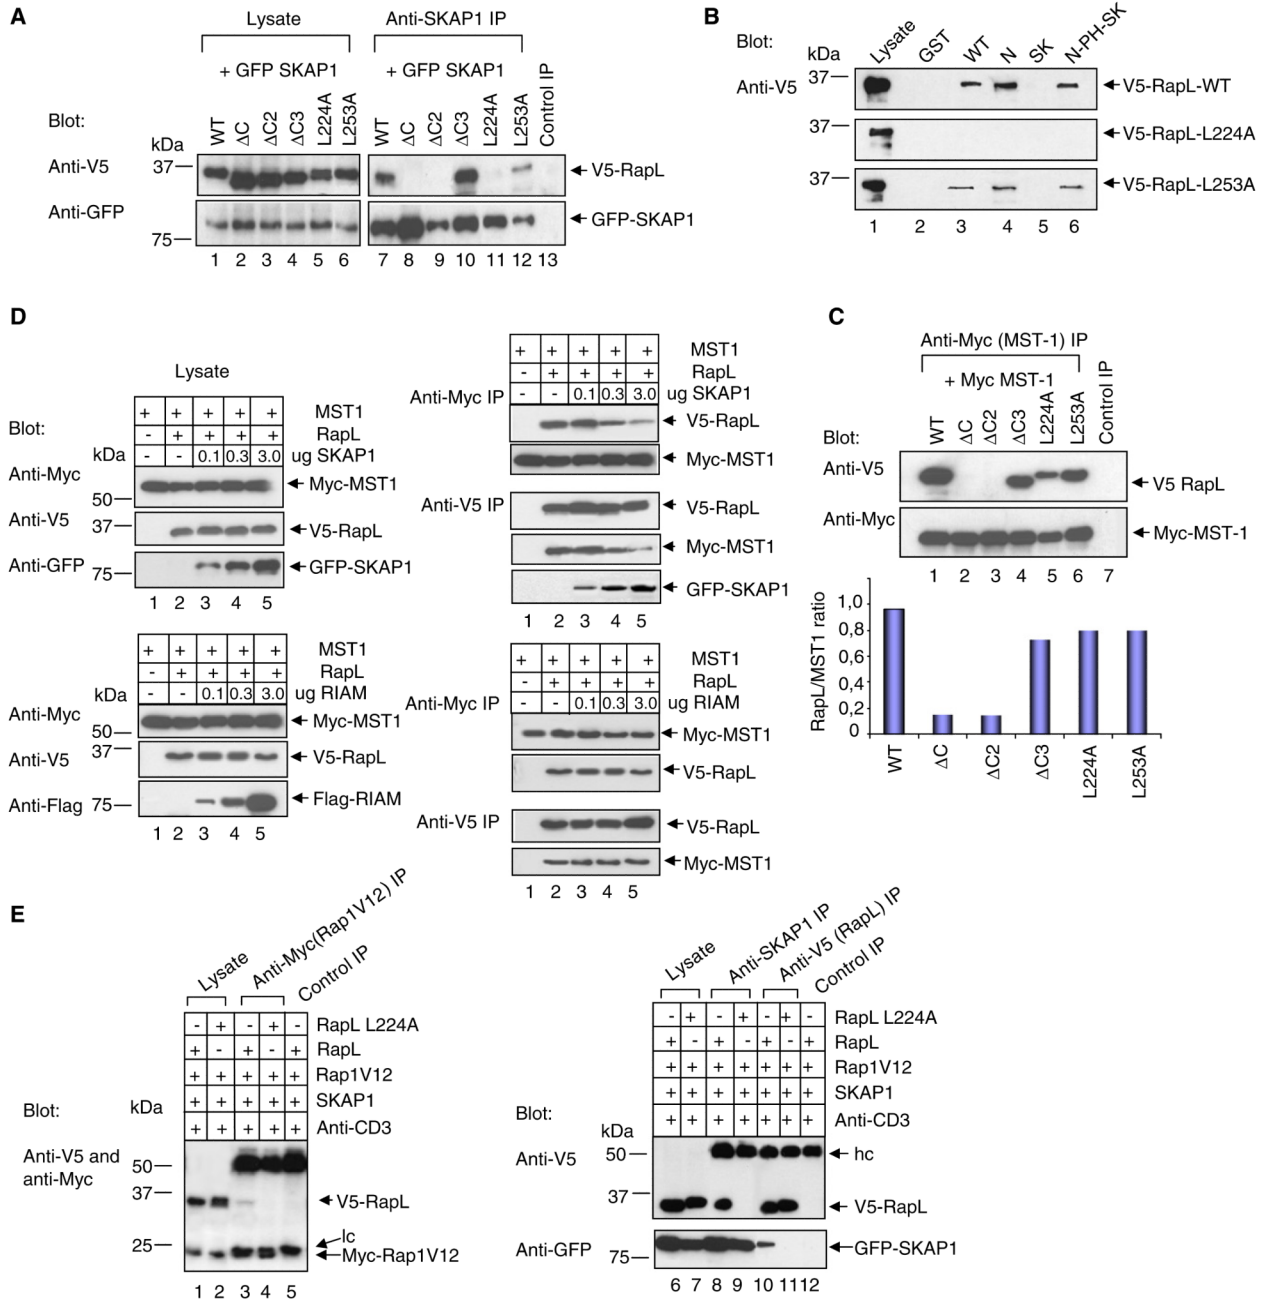 A
Lysate
Anti-SKAP1 IP
+ GFP SKAP1
+ GFP SKAP1
Blot:
WT ΔC ΔC2 ΔC3 L224A L253A
WT ΔC ΔC2 ΔC3 L224A L253A Control IP
kDa
Anti-V5
37
V5-RapL
Anti-GFP
75
GFP-SKAP1
1 2 3 4 5 6 7 8 9 10 11 12 13
B
Blot:
kDa
Lysate GST WT N SK N-PH-SK
Anti-V5
37
V5-RapL-WT
37
V5-RapL-L224A
37
V5-RapL-L253A
1 2 3 4 5 6
D
Lysate
+ + + + + MST1
- + + + + RapL
- - 0.1 0.3 3.0 ug SKAP1
Blot:
kDa
Anti-Myc
50
Myc-MST1
Anti-V5
37
V5-RapL
Anti-GFP
75
GFP-SKAP1
1 2 3 4 5
+ + + + + MST1
- + + + + RapL
- - 0.1 0.3 3.0 ug RIAM
kDa
Anti-Myc
50
Myc-MST1
Anti-V5
37
V5-RapL
Anti-Flag
75
Flag-RIAM
1 2 3 4 5
+ + + + + MST1
- + + + + RapL
Anti-Myc IP
- - 0.1 0.3 3.0 ug SKAP1
V5-RapL
Myc-MST1
Anti-V5 IP
V5-RapL
Myc-MST1
GFP-SKAP1
1 2 3 4 5
+ + + + + MST1
- + + + + RapL
Anti-Myc IP
- - 0.1 0.3 3.0 ug RIAM
Myc-MST1
V5-RapL
Anti-V5 IP
V5-RapL
Myc-MST1
1 2 3 4 5
C
Anti-Myc (MST-1) IP
+ Myc MST-1
Blot:
WT ΔC ΔC2 ΔC3 L224A L253A Control IP
Anti-V5
V5 RapL
Anti-Myc
Myc-MST-1
1 2 3 4 5 6 7
RapL/MST1 ratio
1,0
0,8
0,6
0,4
0,2
0
WT ΔC ΔC2 ΔC3 L224A L253A
E
Lysate Anti-Myc(Rap1V12) IP Control IP
- + - + - RapL L224A
+ - + - + RapL
+ + + + + Rap1V12
+ + + + + SKAP1
+ + + + + Anti-CD3
Blot:
kDa
Anti-V5 and
anti-Myc
50
37
V5-RapL
25
lc
Myc-Rap1V12
1 2 3 4 5
Lysate Anti-SKAP1 IP Anti-V5 (RapL) IP Control IP
- + - + - + - RapL L224A
+ - + - + - + RapL
+ + + + + + + Rap1V12
+ + + + + + + SKAP1
+ + + + + + + Anti-CD3
Blot:
kDa
Anti-V5
50
hc
37
V5-RapL
Anti-GFP
75
GFP-SKAP1
6 7 8 9 10 11 12